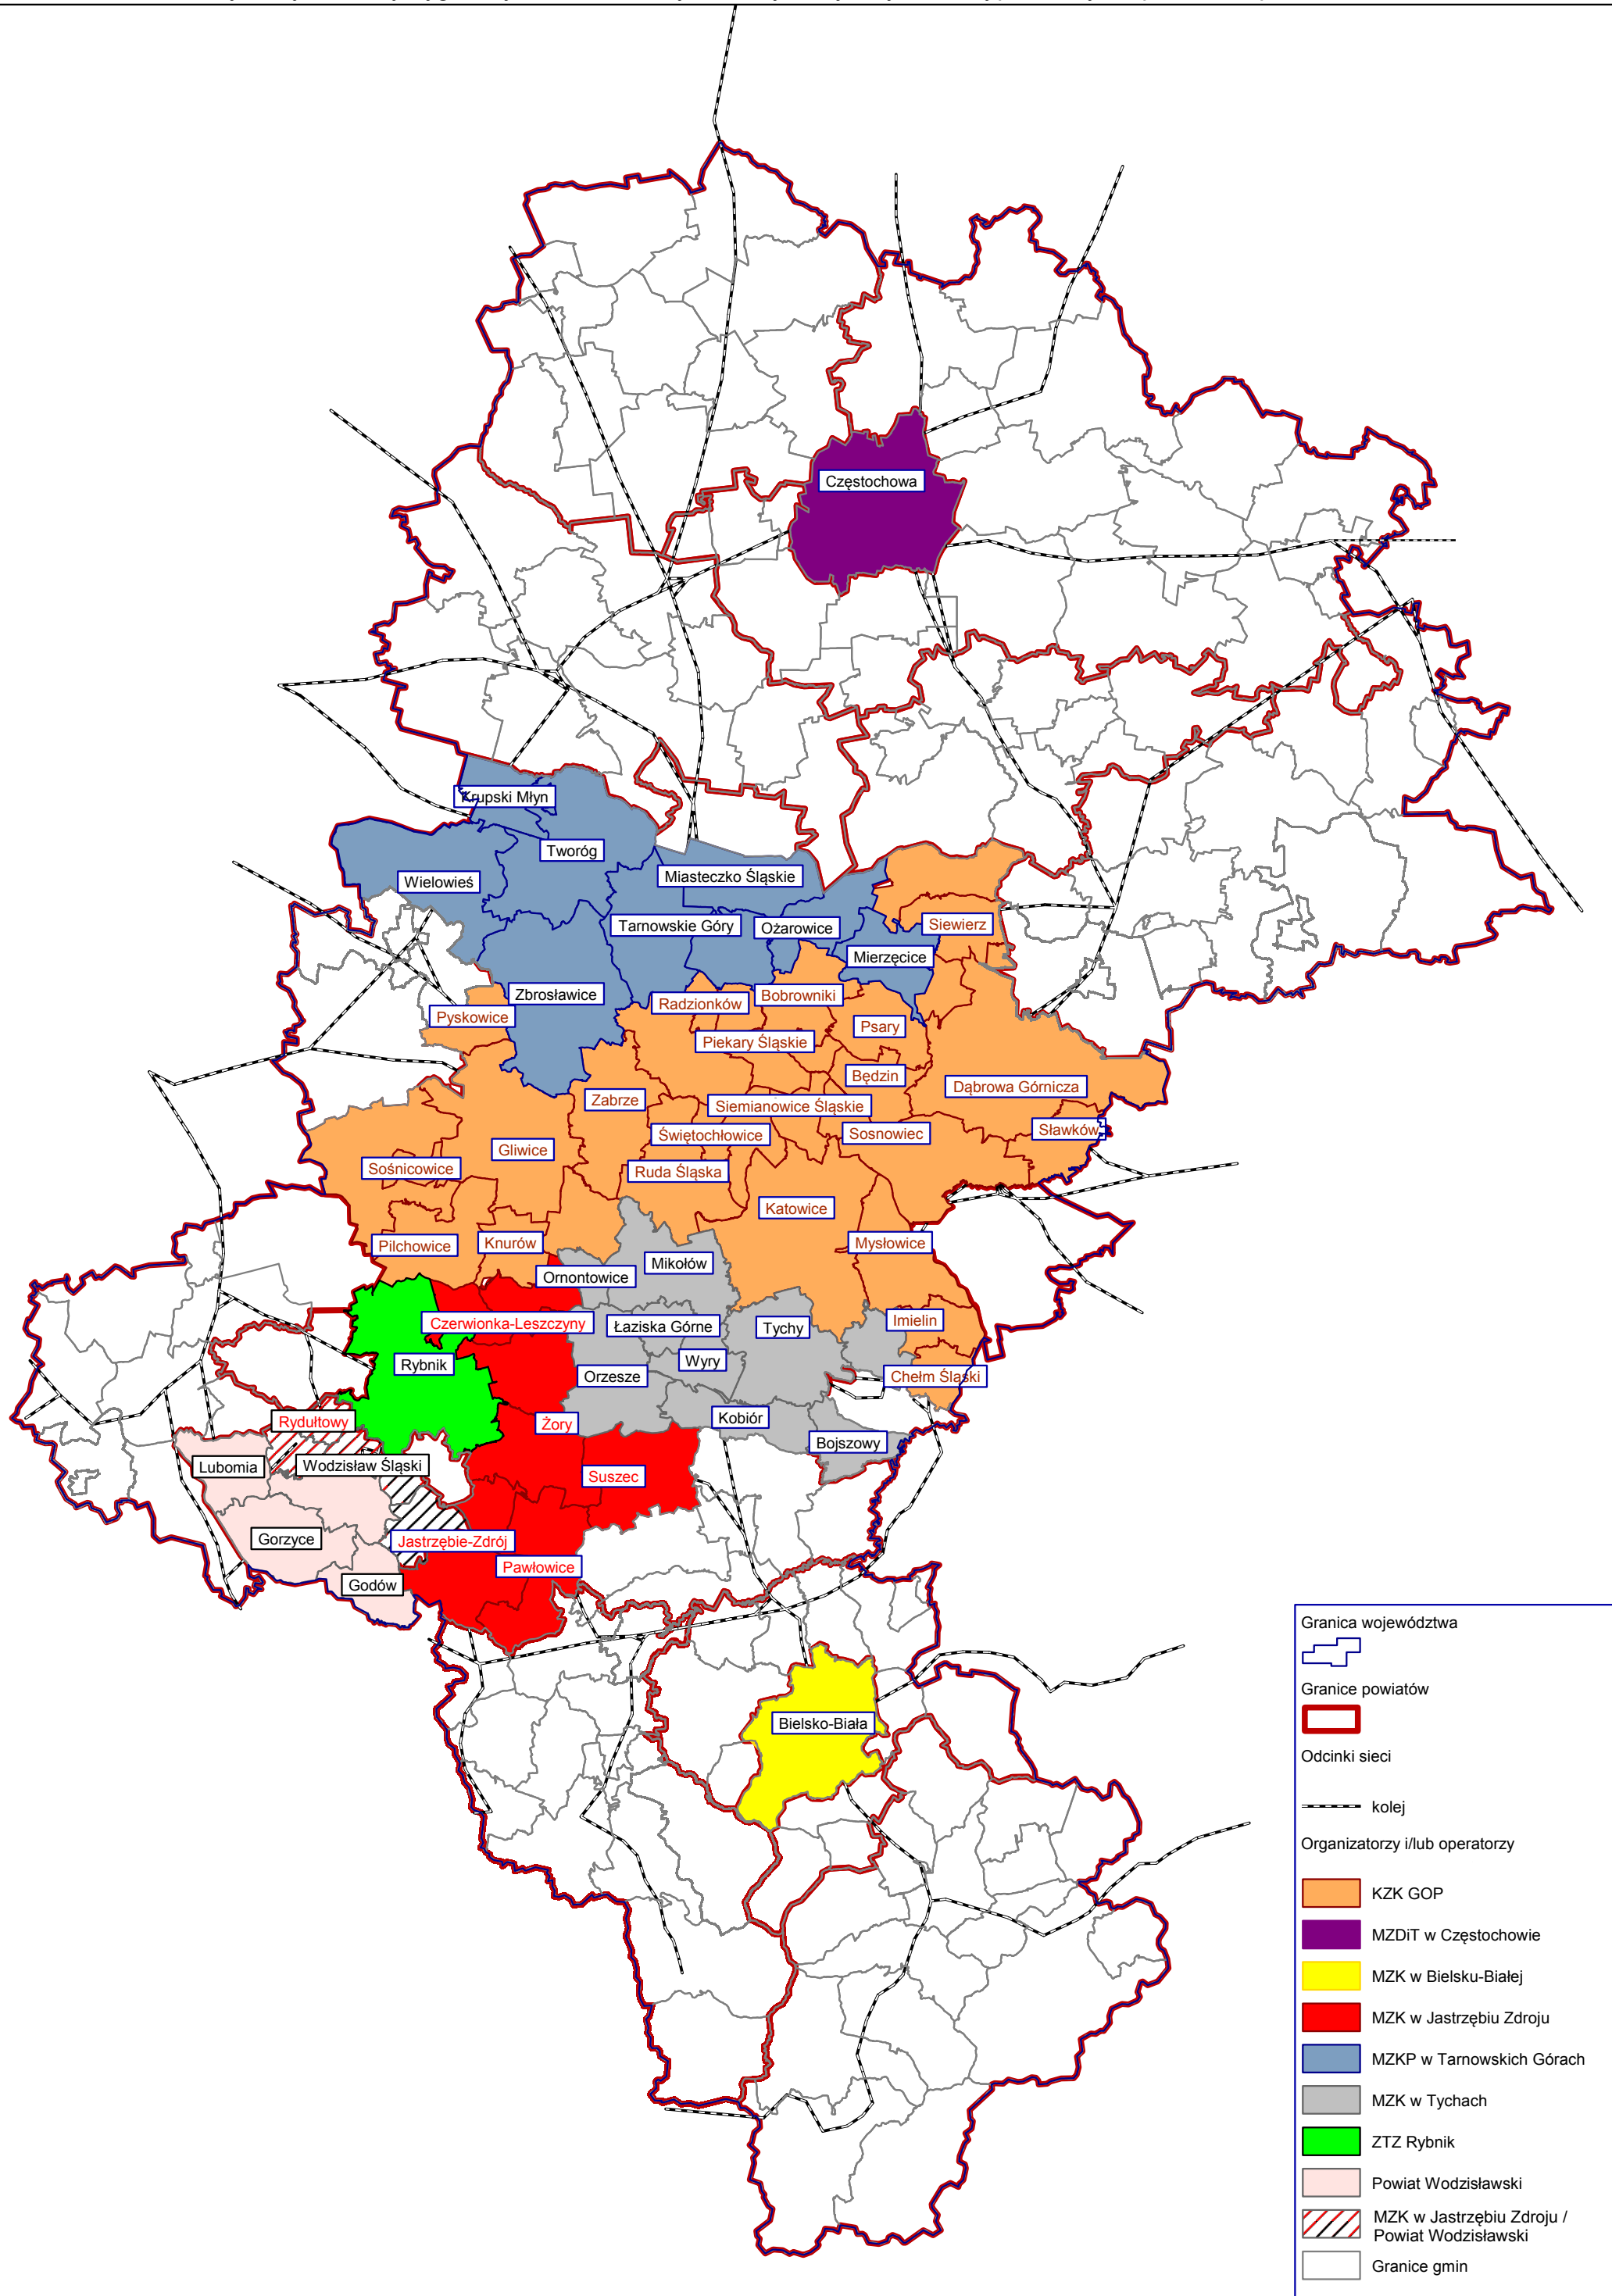 Częstochowa
Krupski Młyn
Tworóg
Miasteczko Śląskie
Wielowieś
Tarnowskie Góry
Ożarowice
Siewierz
Mierzęcice
Zbrosławice
Radzionków
Bobrowniki
Pyskowice
Psary
Piekary Śląskie
Będzin
Dąbrowa Górnicza
Zabrze
Siemianowice Śląskie
Sławków
Świętochłowice
Sosnowiec
Gliwice
Sośnicowice
Ruda Śląska
Katowice
Pilchowice
Knurów
Mysłowice
Mikołów
Ornontowice
Czerwionka-Leszczyny
Łaziska Górne
Tychy
Imielin
Rybnik
Wyry
Orzesze
Chełm Śląski
Rydułtowy
Żory
Kobiór
Bojszowy
Lubomia
Wodzisław Śląski
Suszec
Gorzyce
Jastrzębie-Zdrój
Pawłowice
Godów
Bielsko-Biała
Granica województwa
Granice powiatów
Odcinki sieci
kolej
Organizatorzy i/lub operatorzy
KZK GOP
MZDiT w Częstochowie
MZK w Bielsku-Białej
MZK w Jastrzębiu Zdroju
MZKP w Tarnowskich Górach
MZK w Tychach
ZTZ Rybnik
Powiat Wodzisławski
MZK w Jastrzębiu Zdroju /
Powiat Wodzisławski
Granice gmin